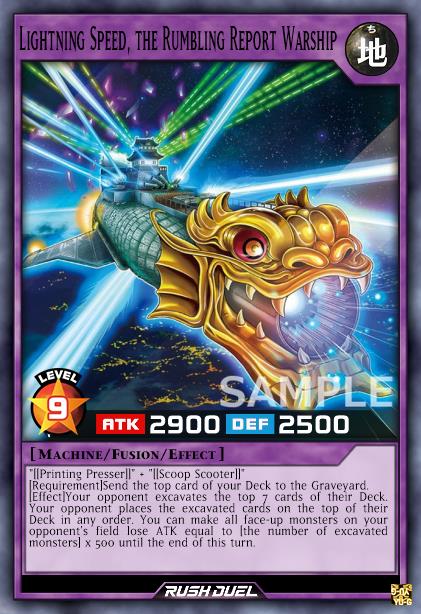 Lightning Speed, the Rumbling Report Warship
ち
地
SAMPLE
LEVEL
9
ATK 2900 DEF 2500
[Machine/Fusion/Effect]
"[[Printing Presser]]" + "[[Scoop Scooter]]"
[Requirement]Send the top card of your Deck to the Graveyard.
[Effect]Your opponent excavates the top 7 cards of their Deck.
Your opponent places the excavated cards on the top of their
Deck in any order. You can make all face-up monsters on your
opponent's field lose ATK equal to [the number of excavated
monsters] x 500 until the end of this turn.
RUSH DUEL